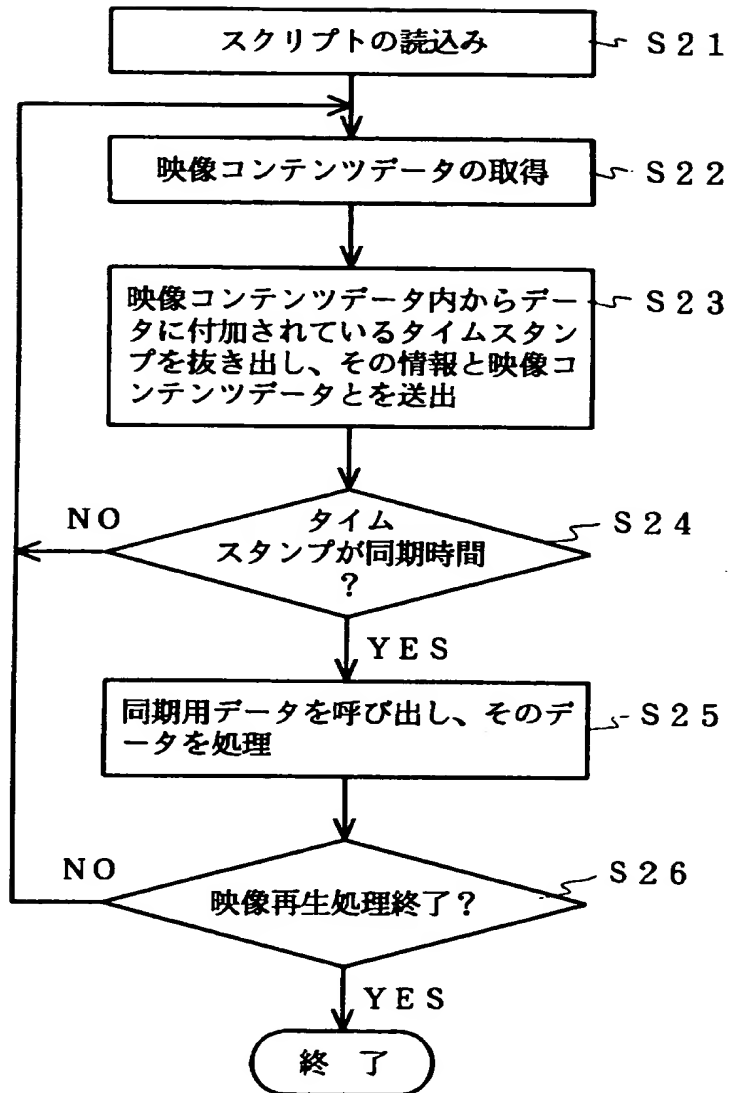 スクリプトの読込み
S21
映像コンテンツデータの取得
S22
映像コンテンツデータ内からデー
タに付加されているタイムスタン
プを抜き出し、その情報と映像コ
ンテンツデータとを送出
S23
タイム
スタンプが同期時間
?
S24
NO
YES
同期用データを呼び出し、そのデ
ータを処理
S25
映像再生処理終了?
S26
NO
YES
終 了